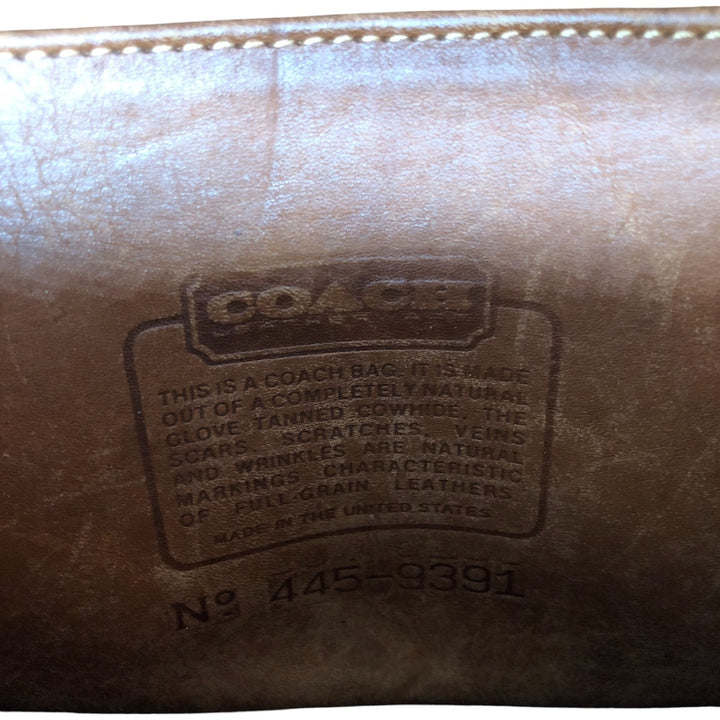 COACH
THIS IS A COACH BAG. IT IS MADE
OUT OF A COMPLETELY NATURAL
GLOVE TANNED COWHIDE. THE
SCARS, SCRATCHES, VEINS
AND WRINKLES ARE NATURAL
MARKINGS CHARACTERISTIC
OF FULL-GRAIN LEATHERS.
MADE IN THE UNITED STATES
No 445-9391